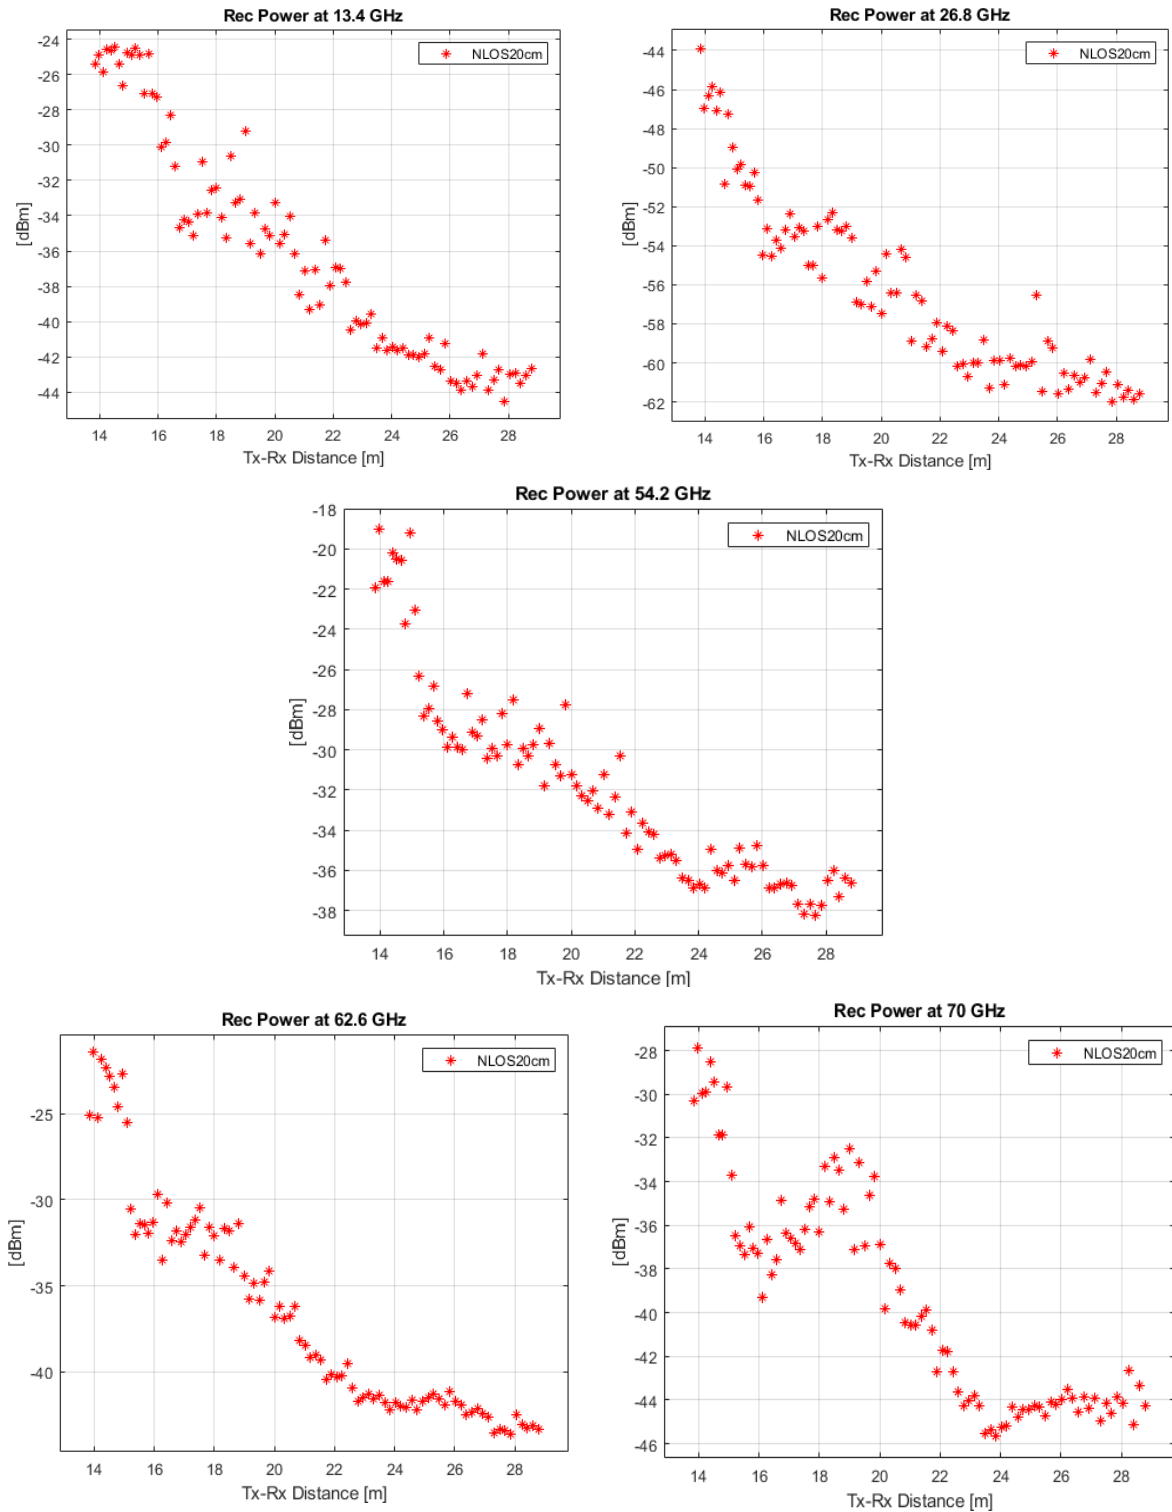 Rec Power at 13.4 GHz
NLOS20cm
-24
-26
-28
-30
-32
-34
-36
-38
-40
-42
-44
[dBm]
14 16 18 20 22 24 26 28
Tx-Rx Distance [m]
Rec Power at 26.8 GHz
NLOS20cm
-44
-46
-48
-50
-52
-54
-56
-58
-60
-62
[dBm]
14 16 18 20 22 24 26 28
Tx-Rx Distance [m]
Rec Power at 54.2 GHz
NLOS20cm
-18
-20
-22
-24
-26
-28
-30
-32
-34
-36
-38
[dBm]
14 16 18 20 22 24 26 28
Tx-Rx Distance [m]
Rec Power at 62.6 GHz
NLOS20cm
-25
-30
-35
-40
[dBm]
14 16 18 20 22 24 26 28
Tx-Rx Distance [m]
Rec Power at 70 GHz
NLOS20cm
-28
-30
-32
-34
-36
-38
-40
-42
-44
-46
[dBm]
14 16 18 20 22 24 26 28
Tx-Rx Distance [m]